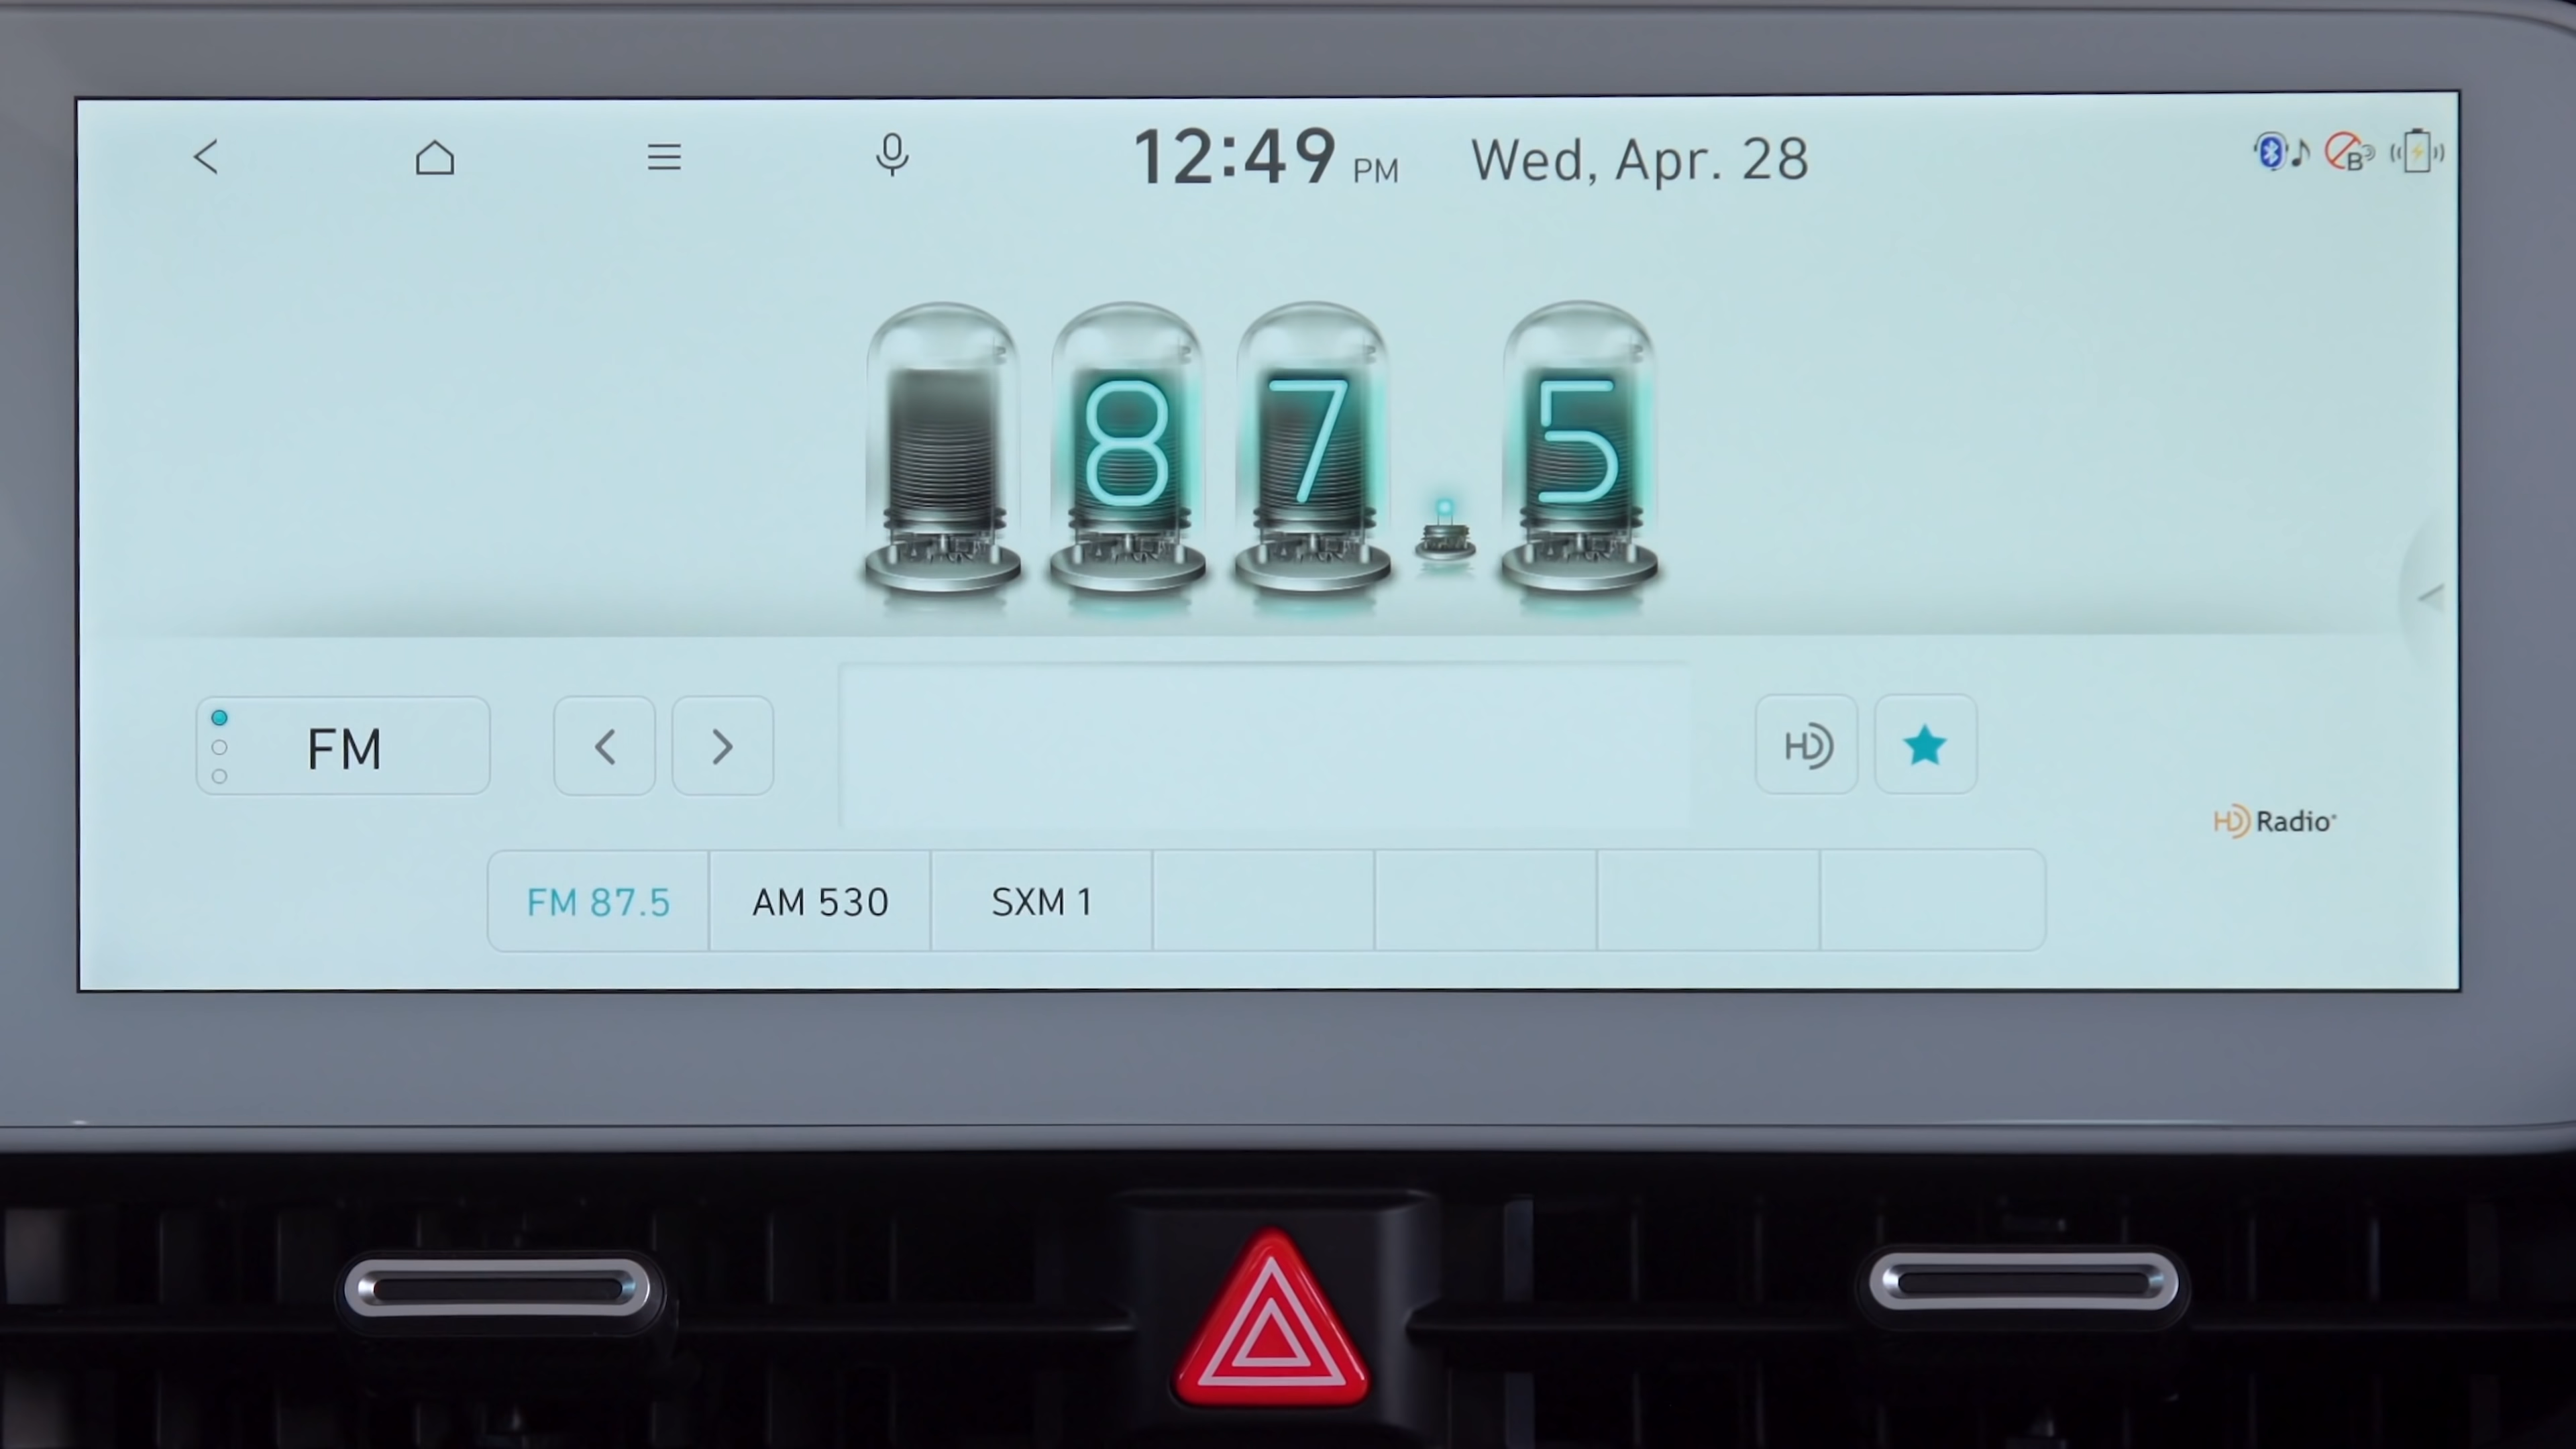 12:49 PM Wed, Apr. 28
B
87.5
FM
HD
HD Radio
FM 87.5 AM 530 SXM 1